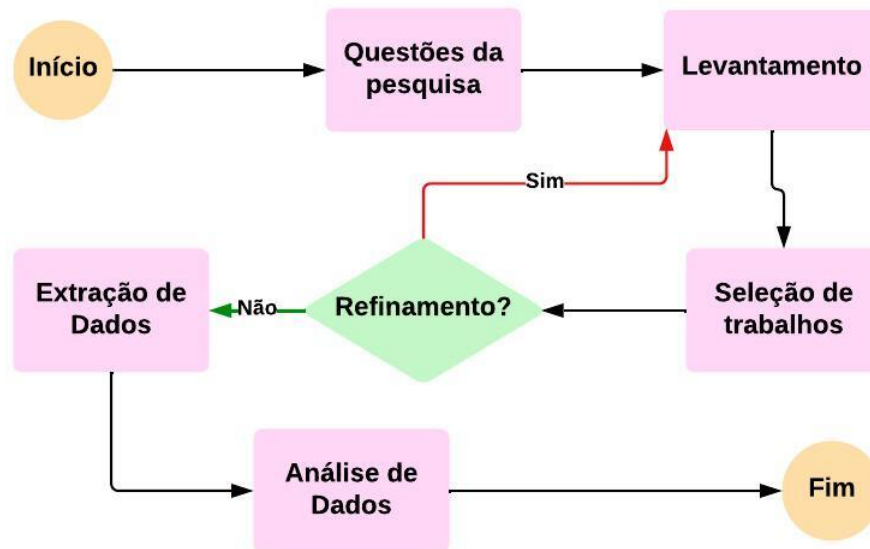 Início
Questões da
pesquisa
Levantamento
Sim
Extração de
Dados
Não
Refinamento?
Seleção de
trabalhos
Análise de
Dados
Fim